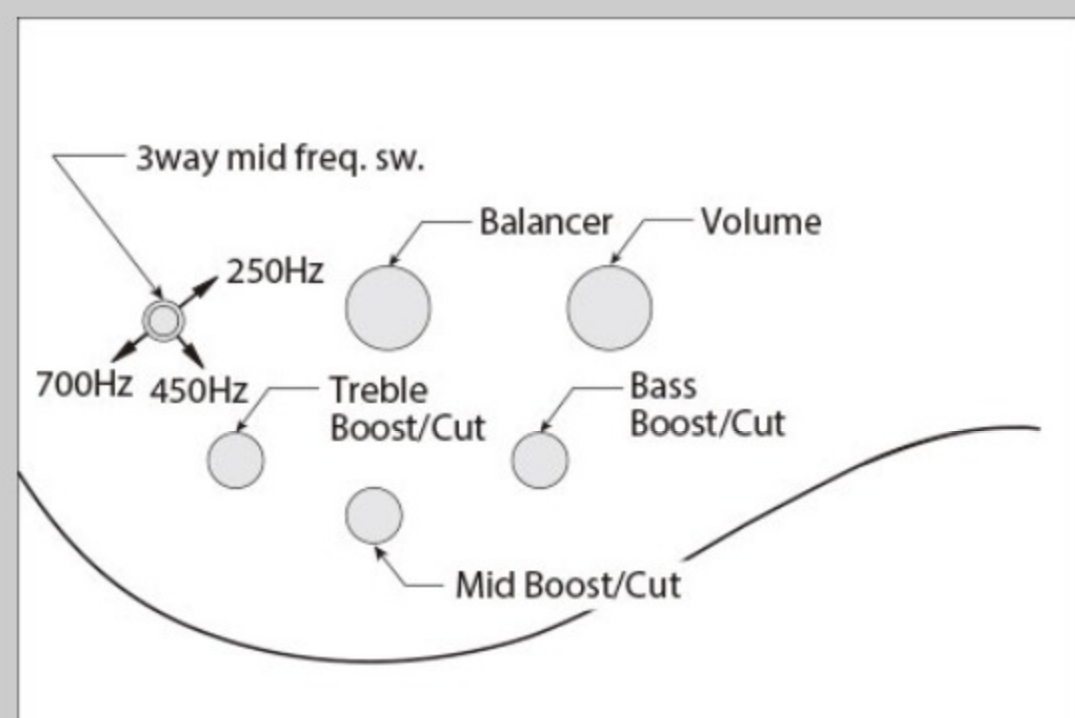 3way mid freq. sw.
Balancer
Volume
250Hz
700Hz
450Hz
Treble
Boost/Cut
Bass
Boost/Cut
Mid Boost/Cut